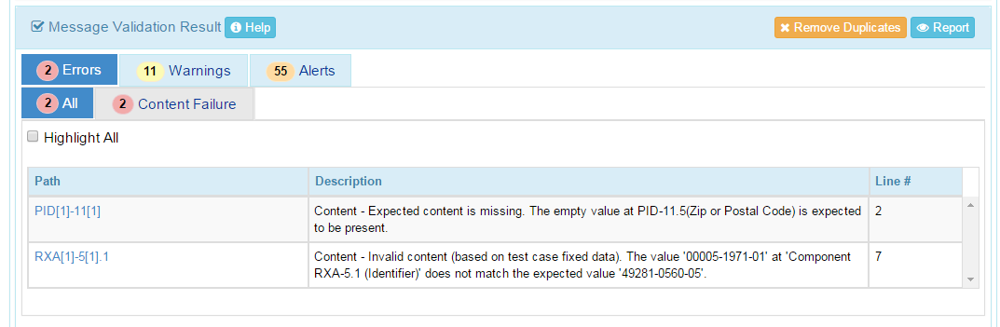 Message Validation Result Help Remove Duplicates Report
2 Errors 11 Warnings 55 Alerts
2 All 2 Content Failure
Highlight All
Path Description Line #
PID[1]-11[1] Content - Expected content is missing. The empty value at PID-11.5(Zip or Postal Code) is expected 2
to be present.
RXA[1]-5[1].1 Content - Invalid content (based on test case fixed data). The value '00005-1971-01' at 'Component 7
RXA-5.1 (Identifier)' does not match the expected value '49281-0560-05'.